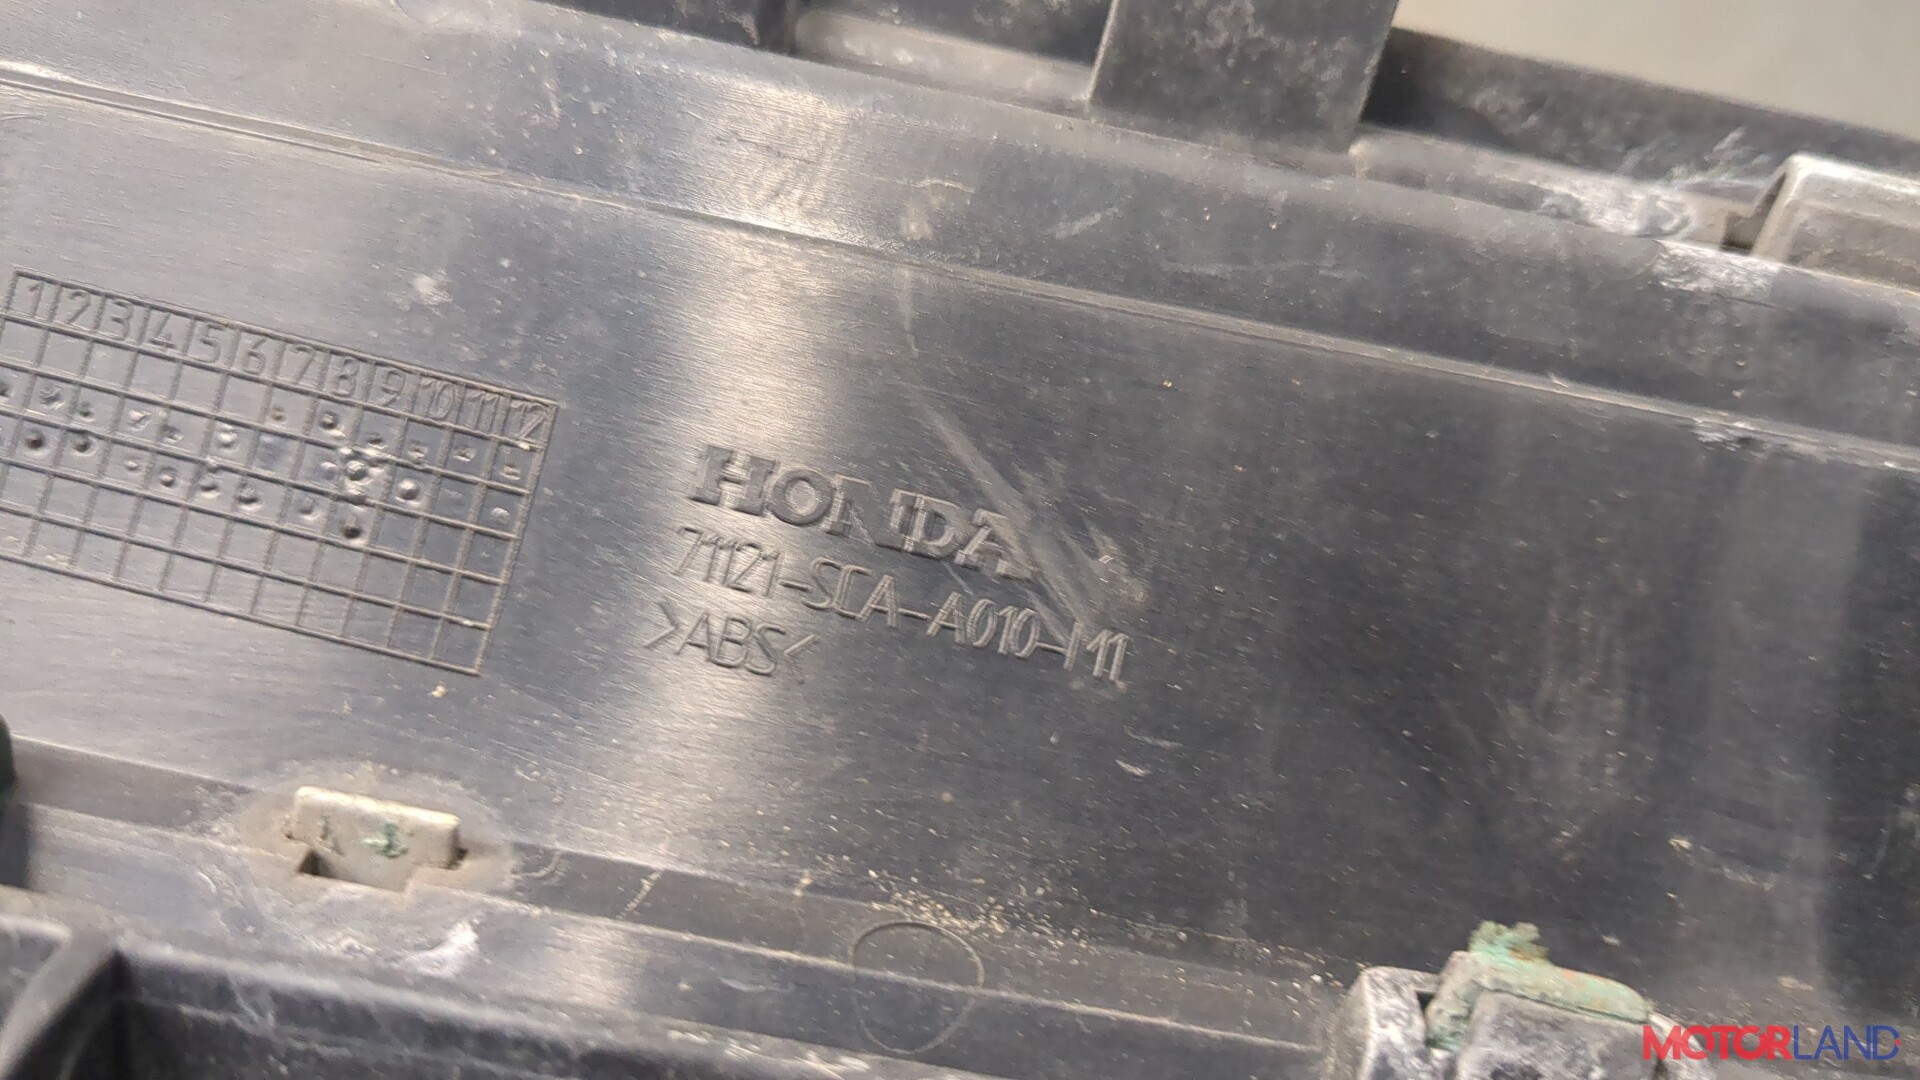 1 2 3 4 5 6 7 8 9 10 11 12
HONDA
71121-SCA-A010-M1
>ABS<
MOTORLAND